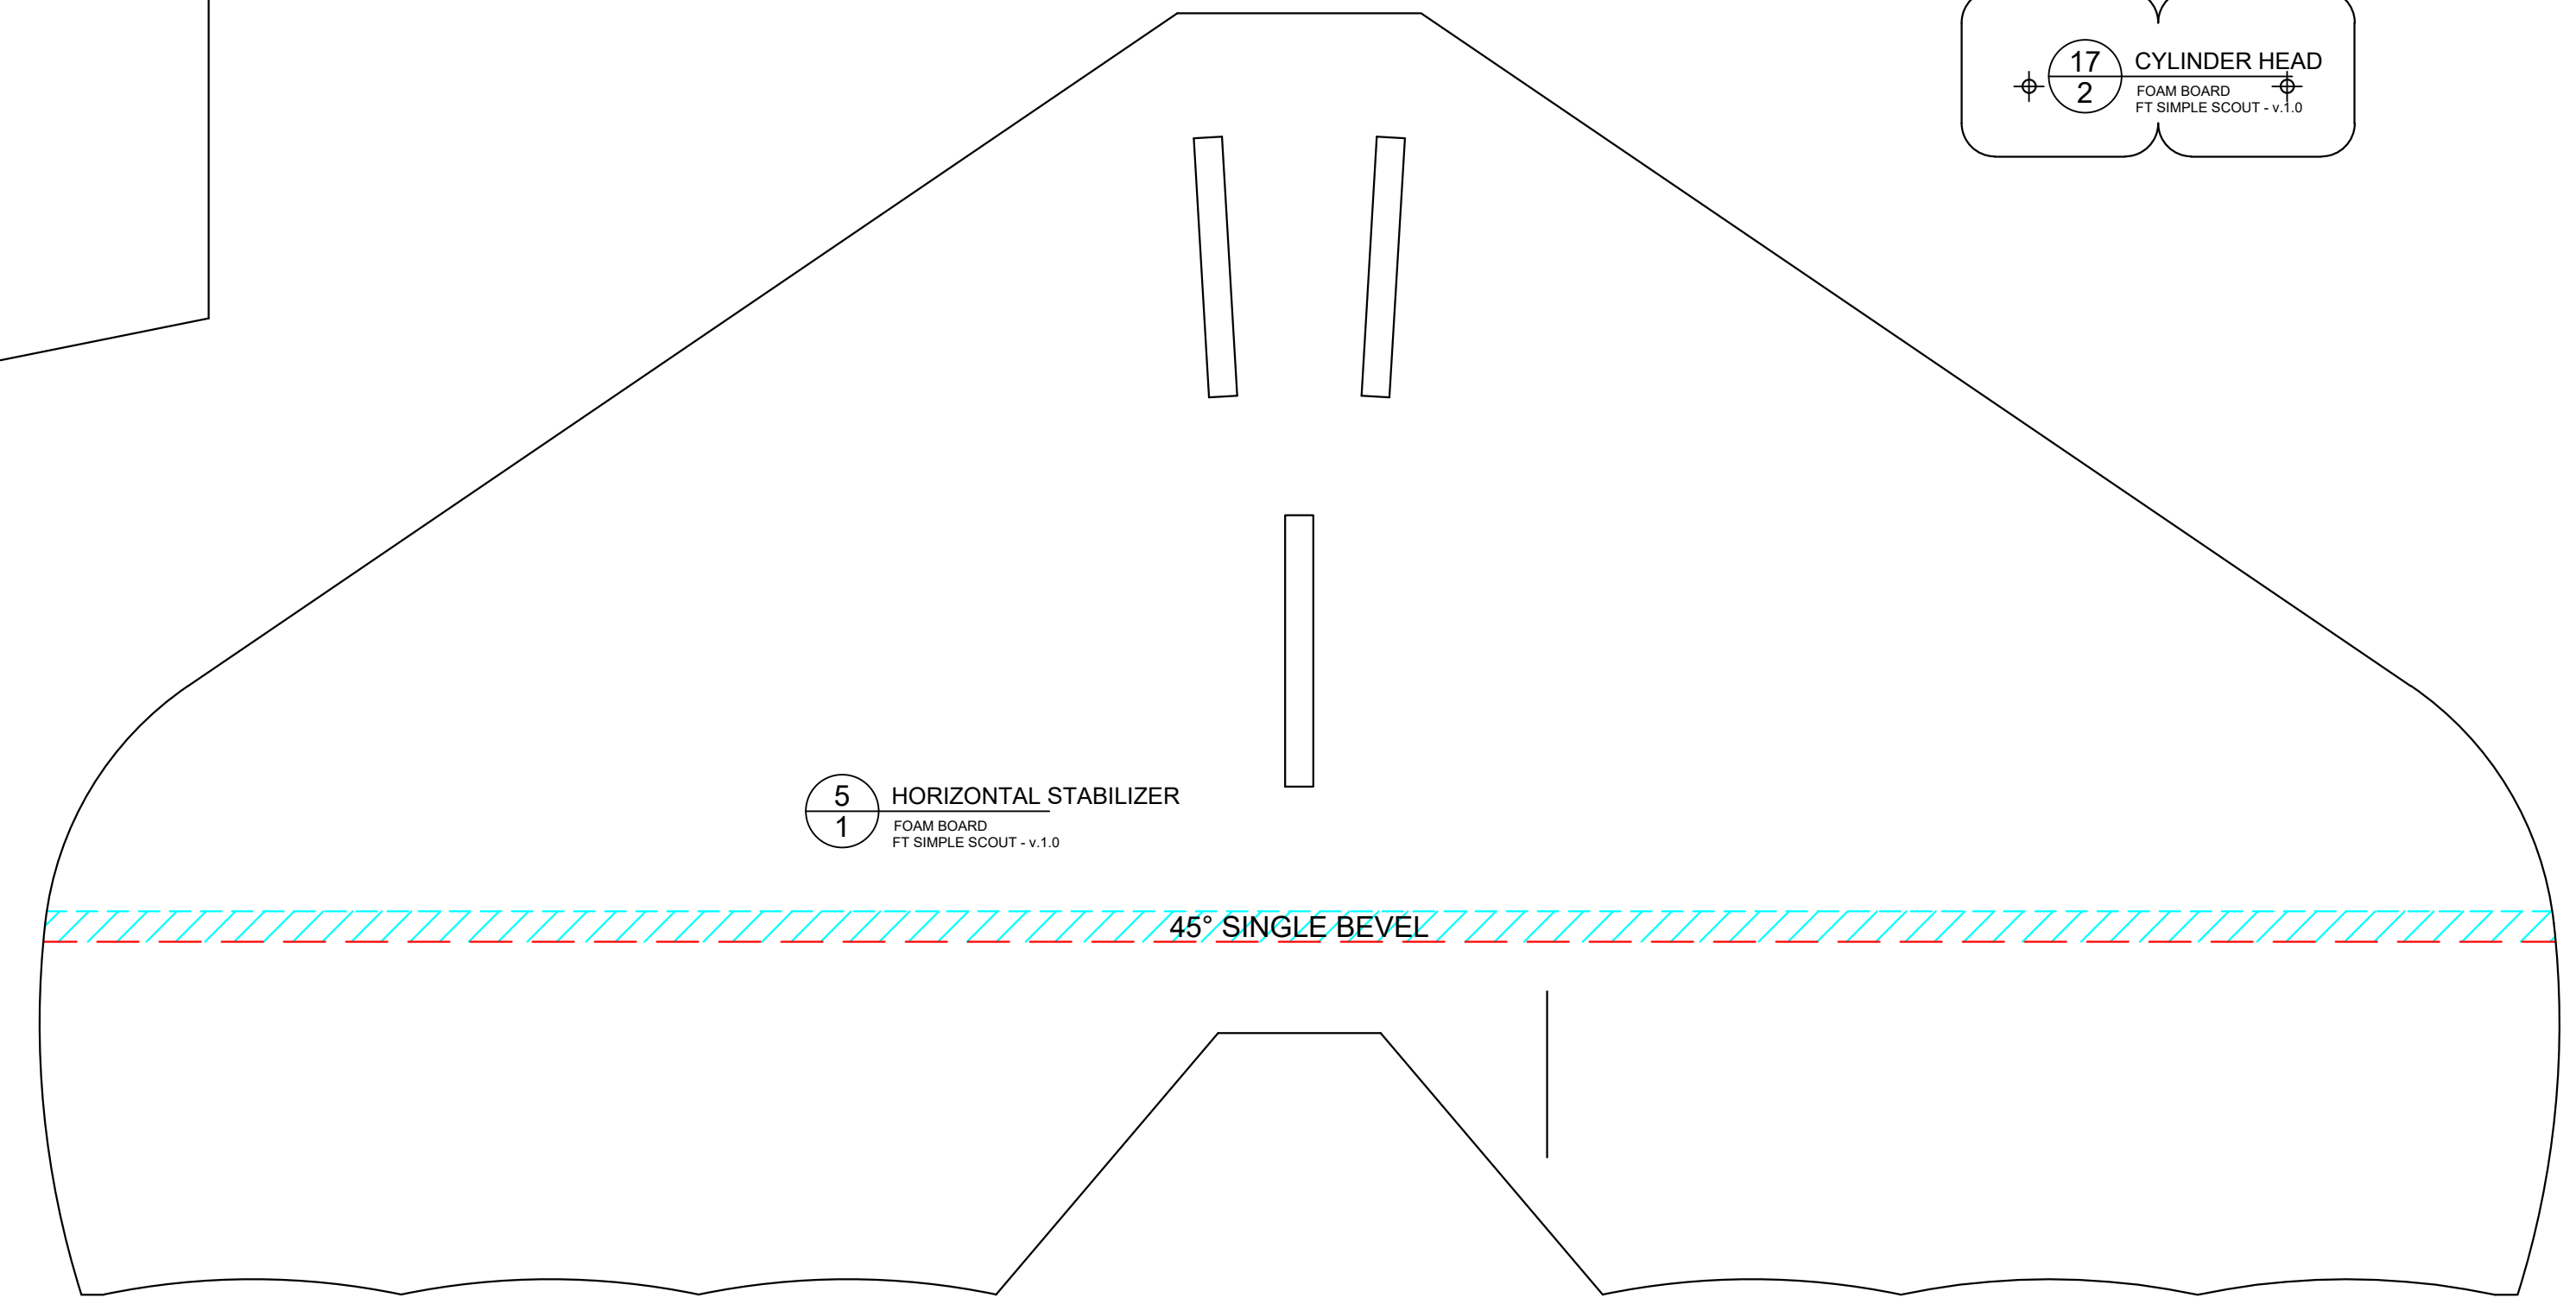 17
2
CYLINDER HEAD
FOAM BOARD
FT SIMPLE SCOUT - v.1.0
5
1
HORIZONTAL STABILIZER
FOAM BOARD
FT SIMPLE SCOUT - v.1.0
45° SINGLE BEVEL